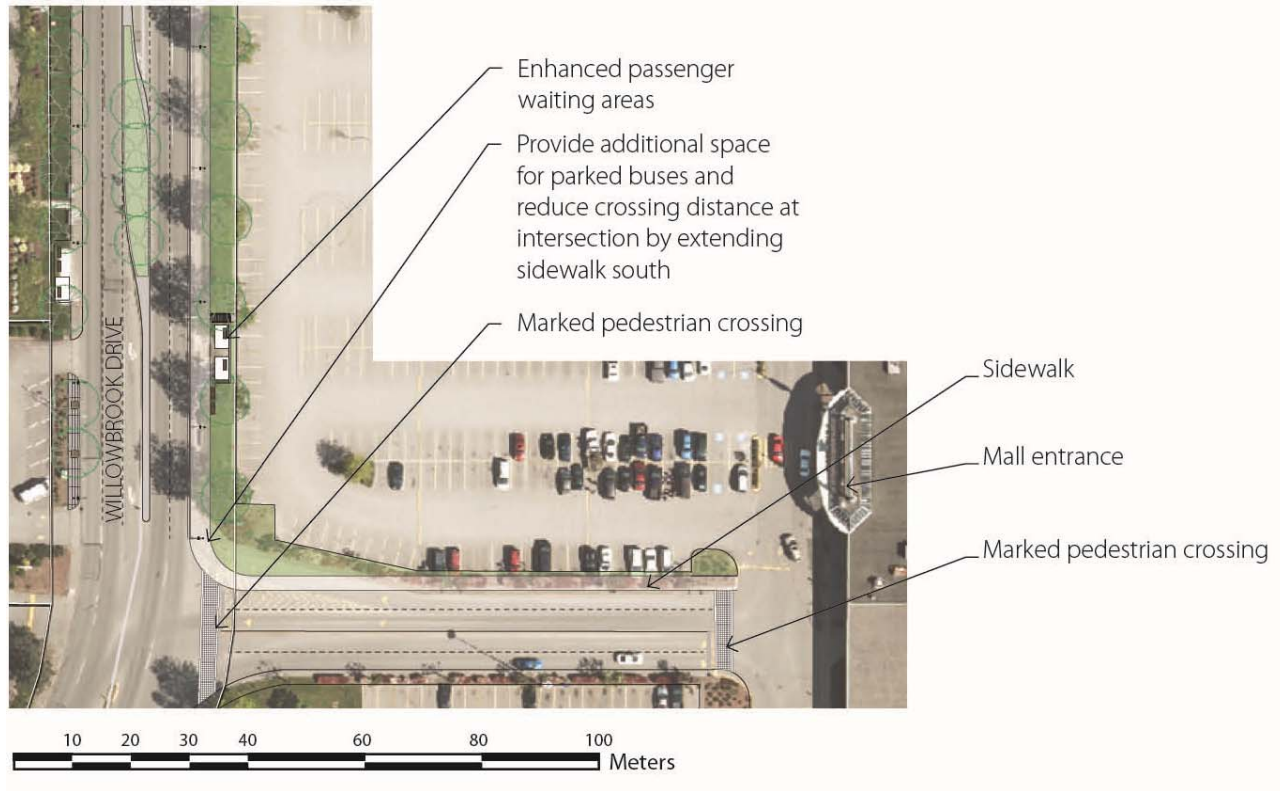 Enhanced passenger
waiting areas
Provide additional space
for parked buses and
reduce crossing distance at
intersection by extending
sidewalk south
Marked pedestrian crossing
Sidewalk
Mall entrance
Marked pedestrian crossing
WILLOWBROOK DRIVE
10 20 30 40 60 80 100
Meters